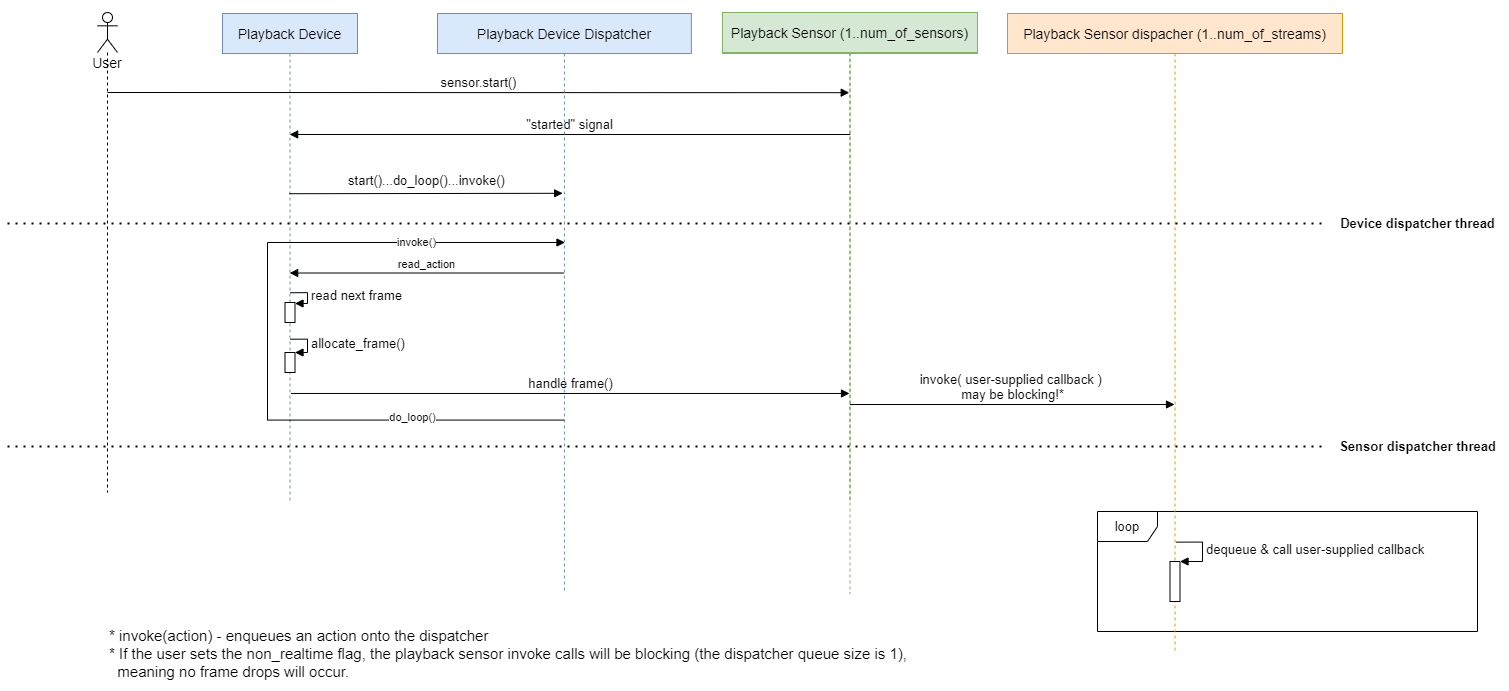 User
Playback Device
Playback Device Dispatcher
Playback Sensor (1..num_of_sensors)
Playback Sensor dispacher (1..num_of_streams)
sensor.start()
"started" signal
start()...do_loop()...invoke()
Device dispatcher thread
invoke()
read_action
read next frame
allocate_frame()
handle frame()
invoke( user-supplied callback )
may be blocking!*
do_loop()
Sensor dispatcher thread
loop
dequeue & call user-supplied callback
* invoke(action) - enqueues an action onto the dispatcher
* If the user sets the non_realtime flag, the playback sensor invoke calls will be blocking (the dispatcher queue size is 1),
meaning no frame drops will occur.